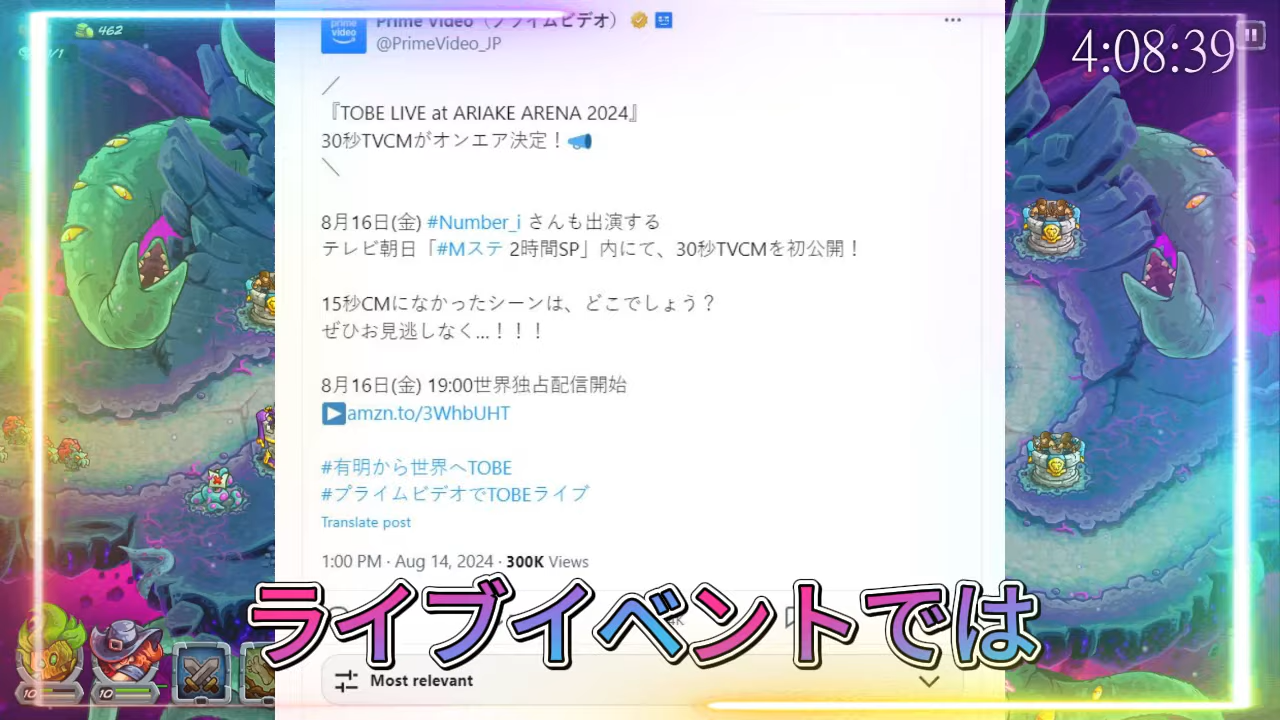 462
4:08:39
prime video
Prime Video（プライムビデオ）
@PrimeVideo_JP
／
『TOBE LIVE at ARIAKE ARENA 2024』
30秒TVCMがオンエア決定！
＼
8月16日(金) #Number_i さんも出演する
テレビ朝日「#Mステ 2時間SP」内にて、30秒TVCMを初公開！
15秒CMになかったシーンは、どこでしょう？
ぜひお見逃しなく…！！！
8月16日(金) 19:00世界独占配信開始
amzn.to/3WhbUHT
#有明から世界へTOBE
#プライムビデオでTOBEライブ
Translate post
1:00 PM · Aug 14, 2024 · 300K Views
ライブイベントでは
Most relevant
10
10